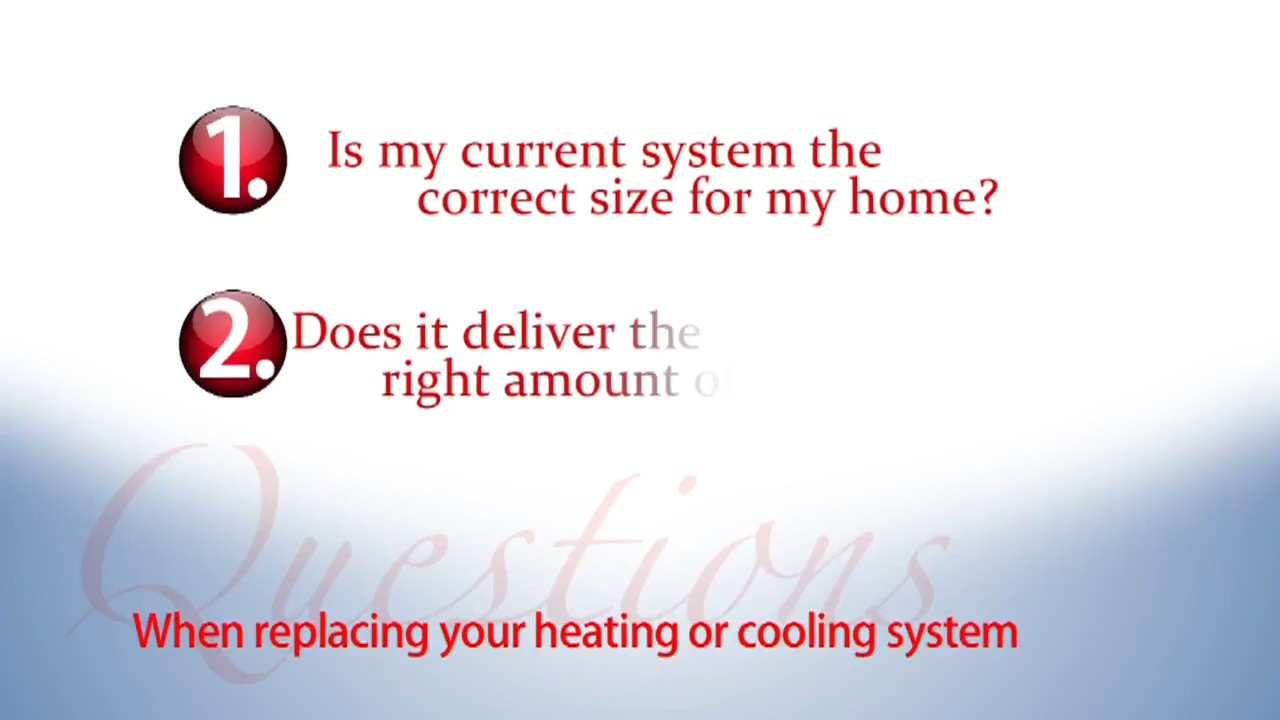 1. Is my current system the
correct size for my home?
2. Does it deliver the
right amount of
Questions
When replacing your heating or cooling system